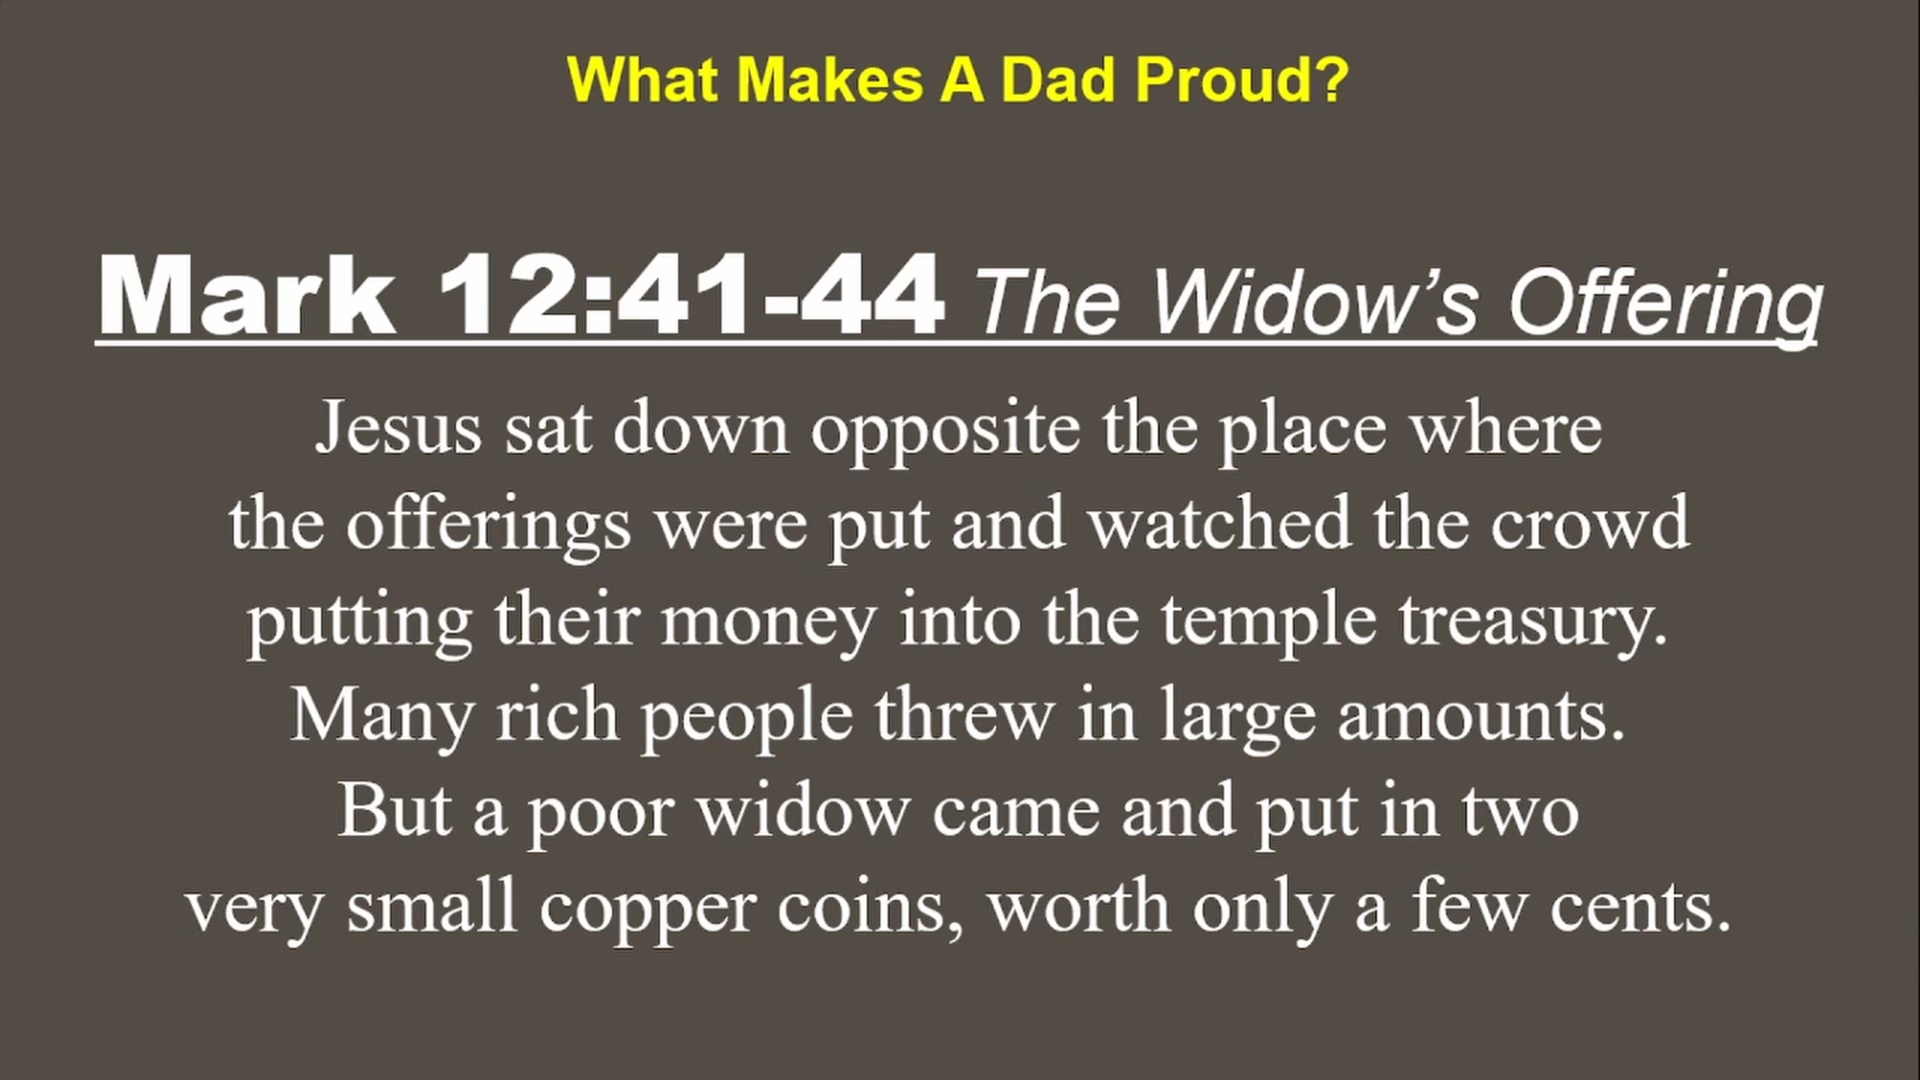 What Makes A Dad Proud?
Mark 12:41-44 The Widow’s Offering
Jesus sat down opposite the place where
the offerings were put and watched the crowd
putting their money into the temple treasury.
Many rich people threw in large amounts.
But a poor widow came and put in two
very small copper coins, worth only a few cents.